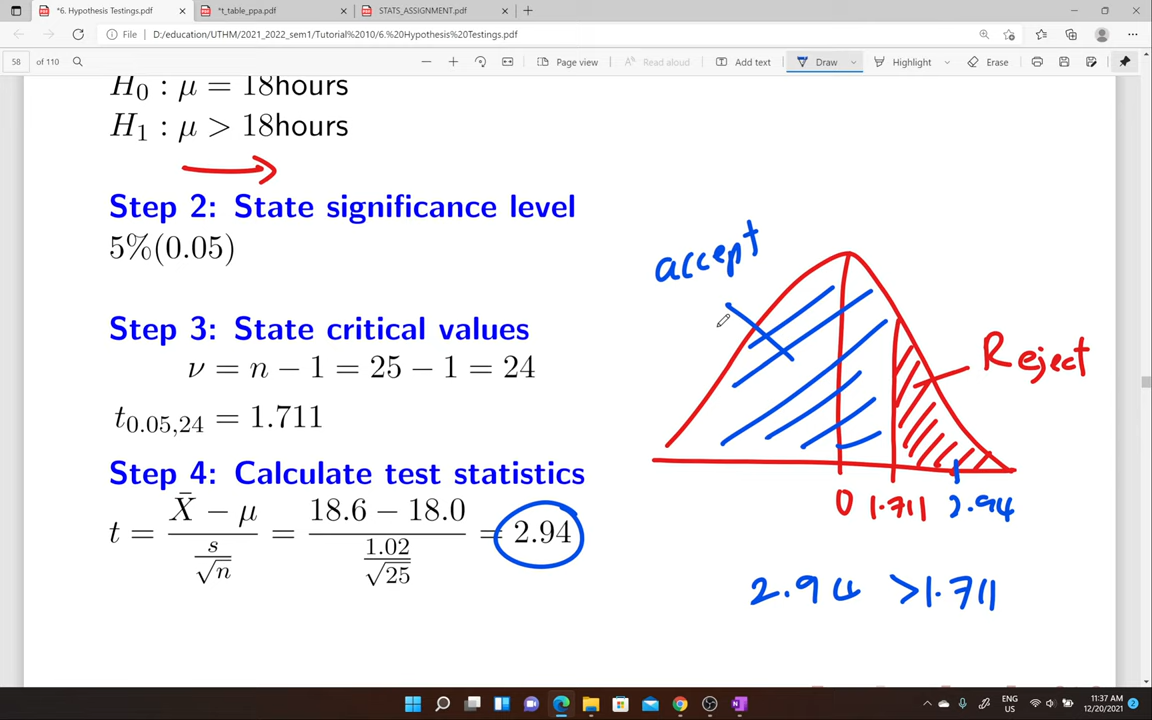 *6. Hypothesis Testings.pdf
*t_table_ppa.pdf
STATS_ASSIGNMENT.pdf
File
D:/education/UTHM/2021_2022_sem1/Tutorial%2010/6.%20Hypothesis%20Testings.pdf
58 of 110
Page view
Read aloud
Add text
Draw
Highlight
Erase
H₀ : μ = 18hours
H₁ : μ > 18hours
Step 2: State significance level
5%(0.05)
accept
Step 3: State critical values
ν = n − 1 = 25 − 1 = 24
Reject
t₀.₀₅,₂₄ = 1.711
Step 4: Calculate test statistics
t = (X̄ − μ)/(s/√n) = (18.6 − 18.0)/(1.02/√25) = 2.94
0 1.711 2.94
2.94 >1.711
ENG
US
11:37 AM
12/20/2021
2